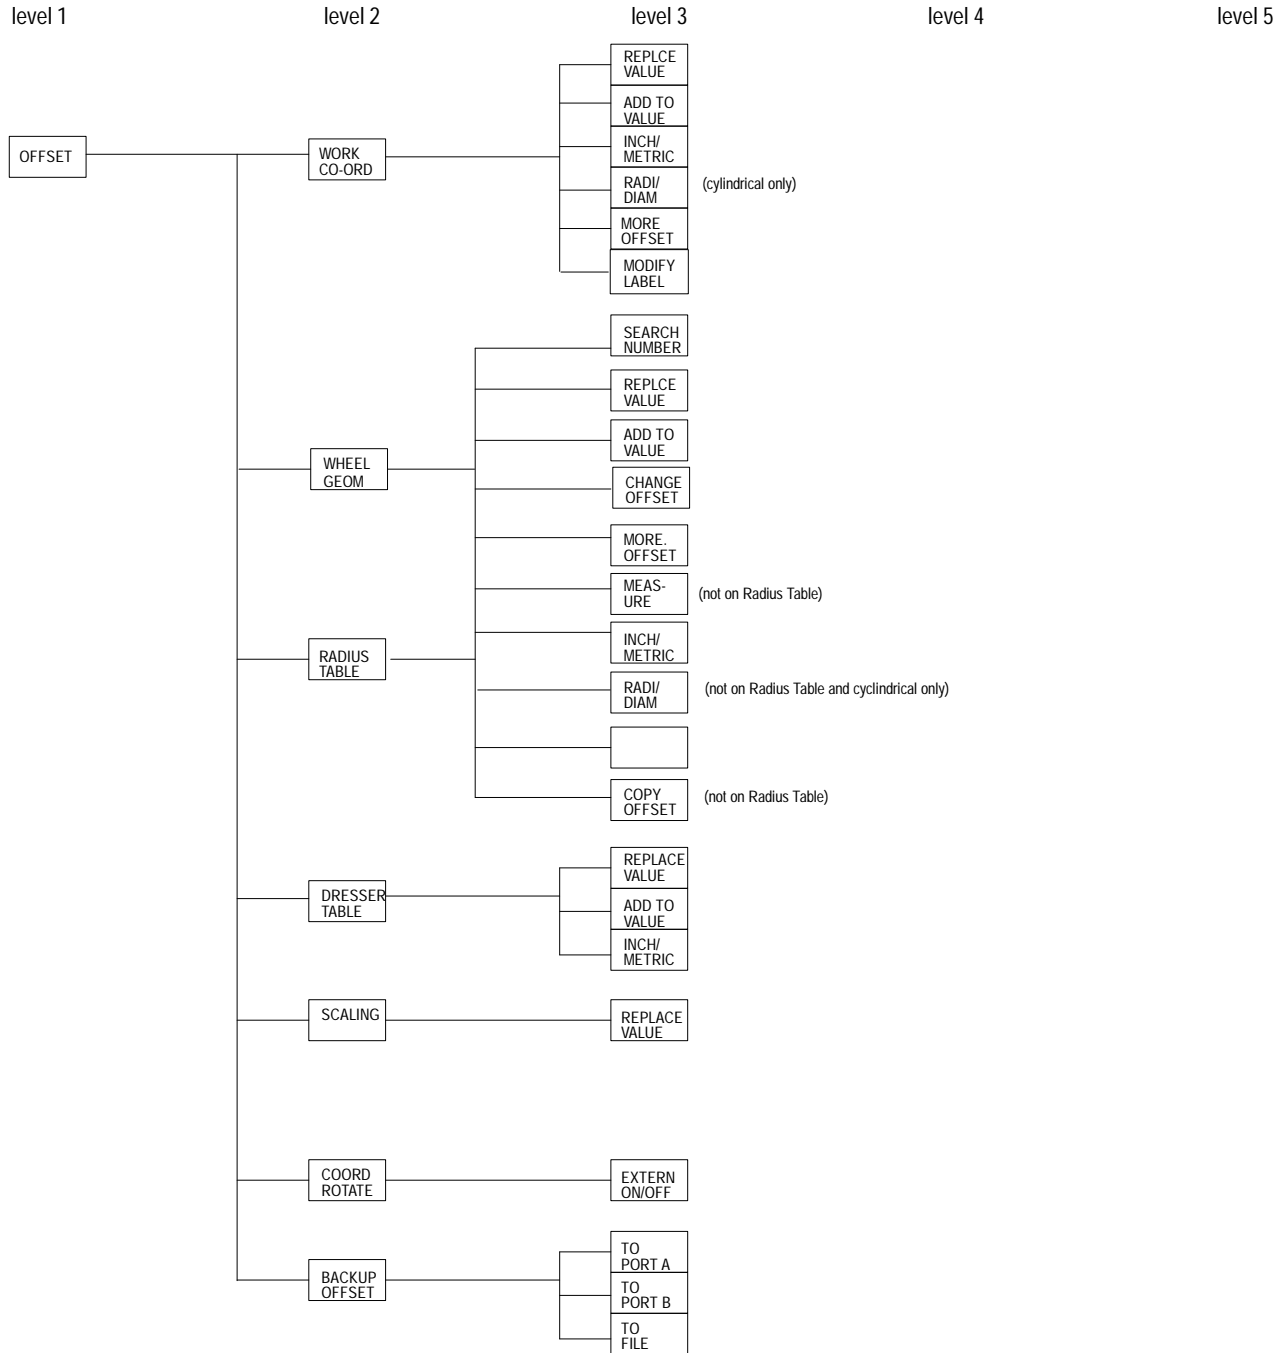 level 1 level 2 level 3 level 4 level 5
OFFSET
WORK
CO-ORD
REPLCE
VALUE
ADD TO
VALUE
INCH/
METRIC
RADI/
DIAM
(cylindrical only)
MORE
OFFSET
MODIFY
LABEL
WHEEL
GEOM
RADIUS
TABLE
SEARCH
NUMBER
REPLCE
VALUE
ADD TO
VALUE
CHANGE
OFFSET
MORE.
OFFSET
MEAS-
URE
(not on Radius Table)
INCH/
METRIC
RADI/
DIAM
(not on Radius Table and cyclindrical only)
COPY
OFFSET
(not on Radius Table)
DRESSER
TABLE
REPLACE
VALUE
ADD TO
VALUE
INCH/
METRIC
SCALING
REPLACE
VALUE
COORD
ROTATE
EXTERN
ON/OFF
BACKUP
OFFSET
TO
PORT A
TO
PORT B
TO
FILE